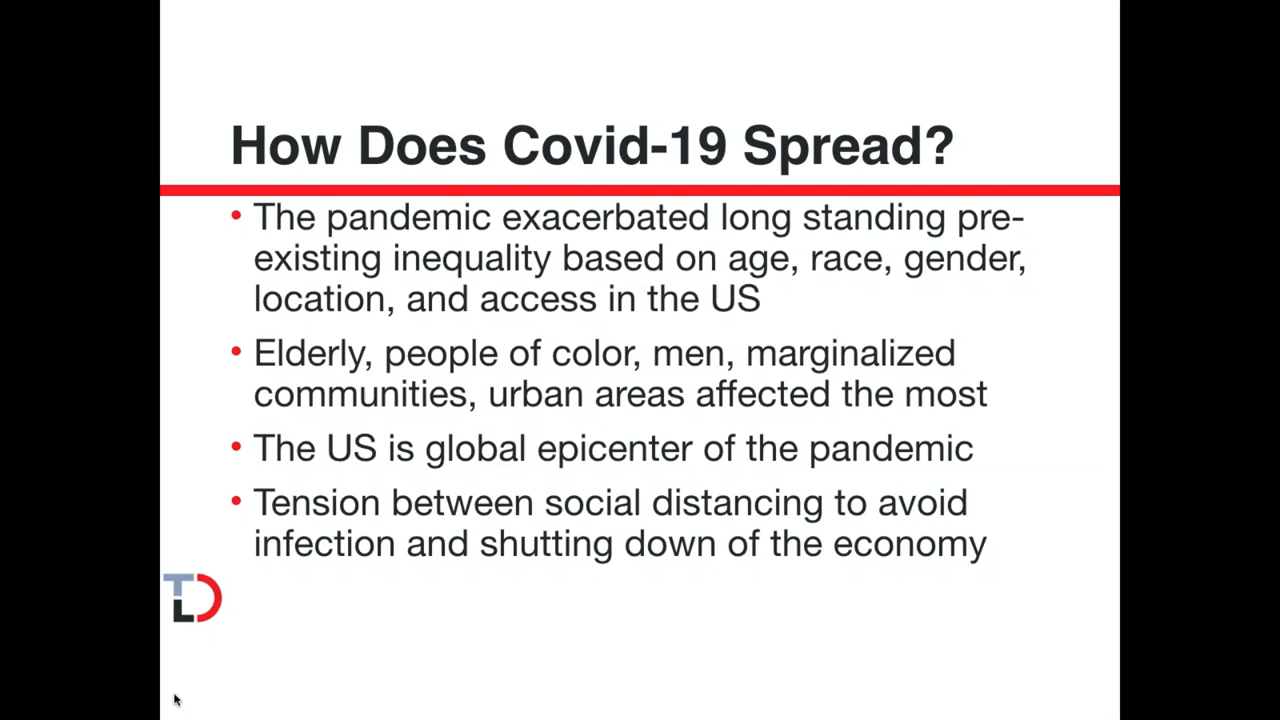 How Does Covid-19 Spread?
• The pandemic exacerbated long standing pre-
existing inequality based on age, race, gender,
location, and access in the US
• Elderly, people of color, men, marginalized
communities, urban areas affected the most
• The US is global epicenter of the pandemic
• Tension between social distancing to avoid
infection and shutting down of the economy
TLD